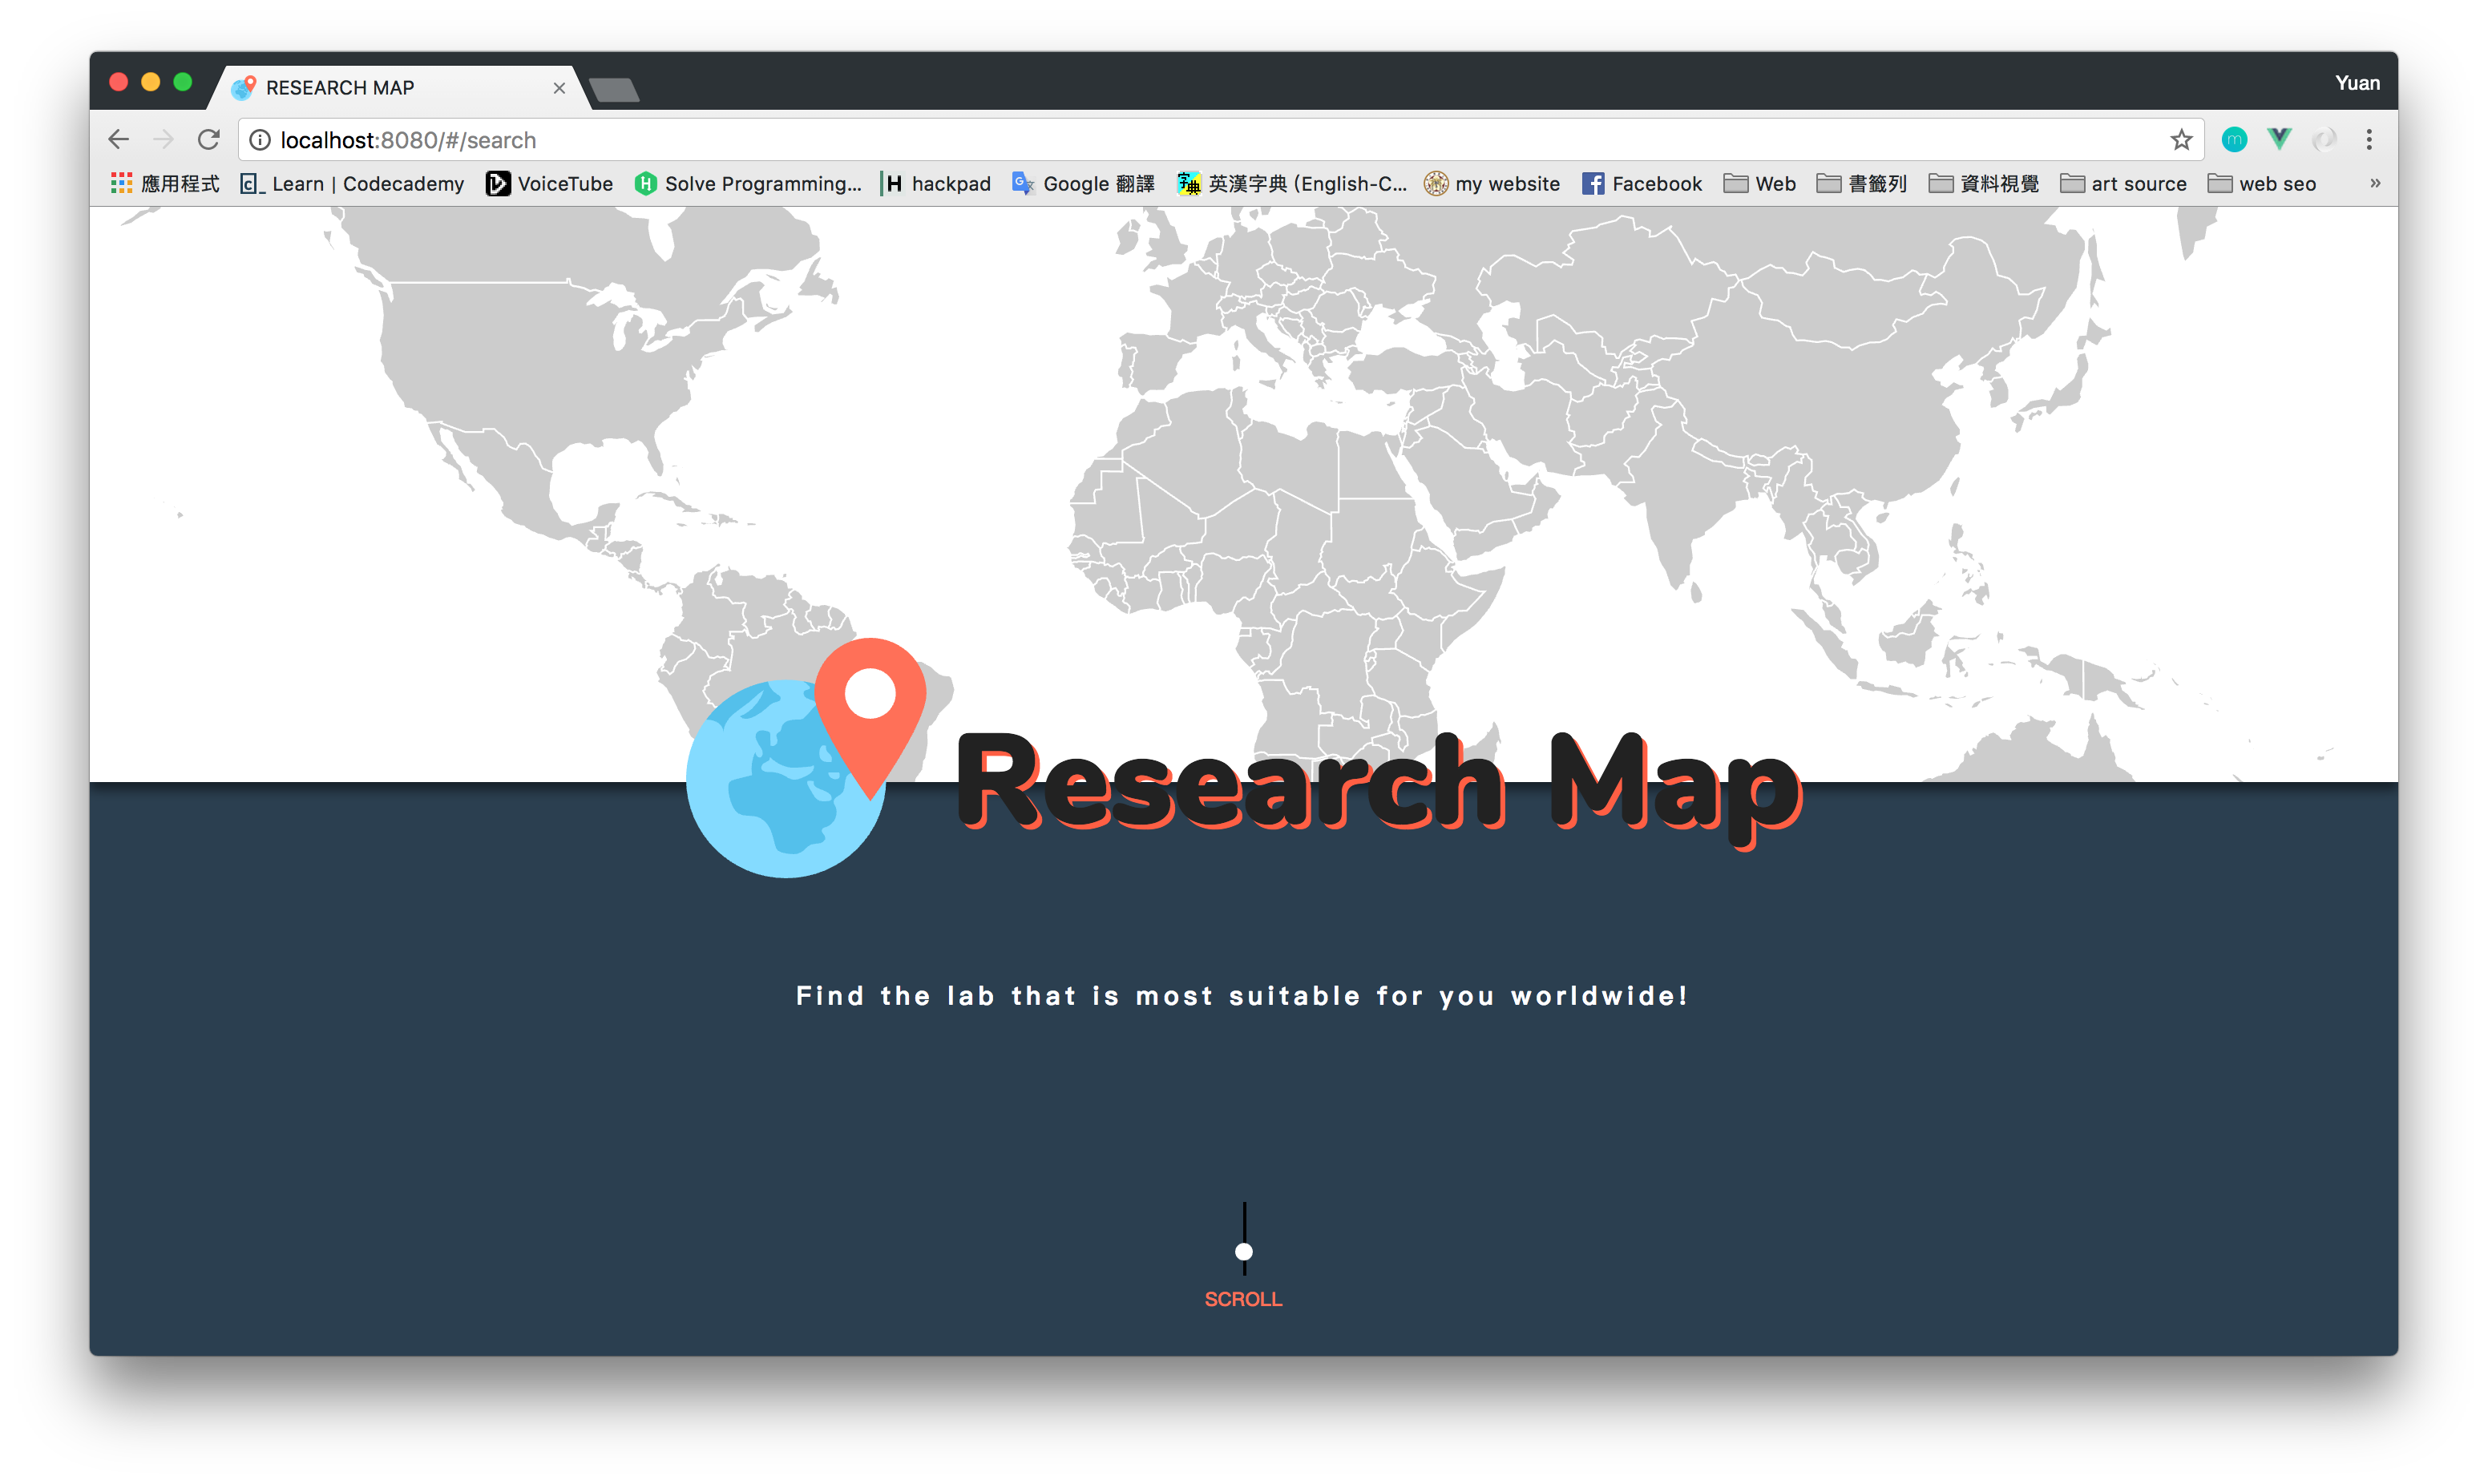 RESEARCH MAP
Yuan
localhost:8080/#/search
應用程式 Learn | Codecademy VoiceTube Solve Programming... hackpad Google 翻譯 英漢字典 (English-C... my website Facebook Web 書籤列 資料視覺 art source web seo »
Research Map
Find the lab that is most suitable for you worldwide!
SCROLL